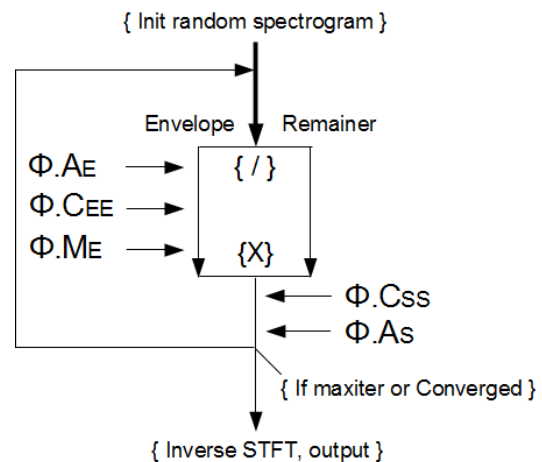 { Init random spectrogram }
Envelope Remainer
{ / }
Φ.AE
Φ.CEE
Φ.ME
{X}
Φ.CSS
Φ.AS
{ If maxiter or Converged }
{ Inverse STFT, output }